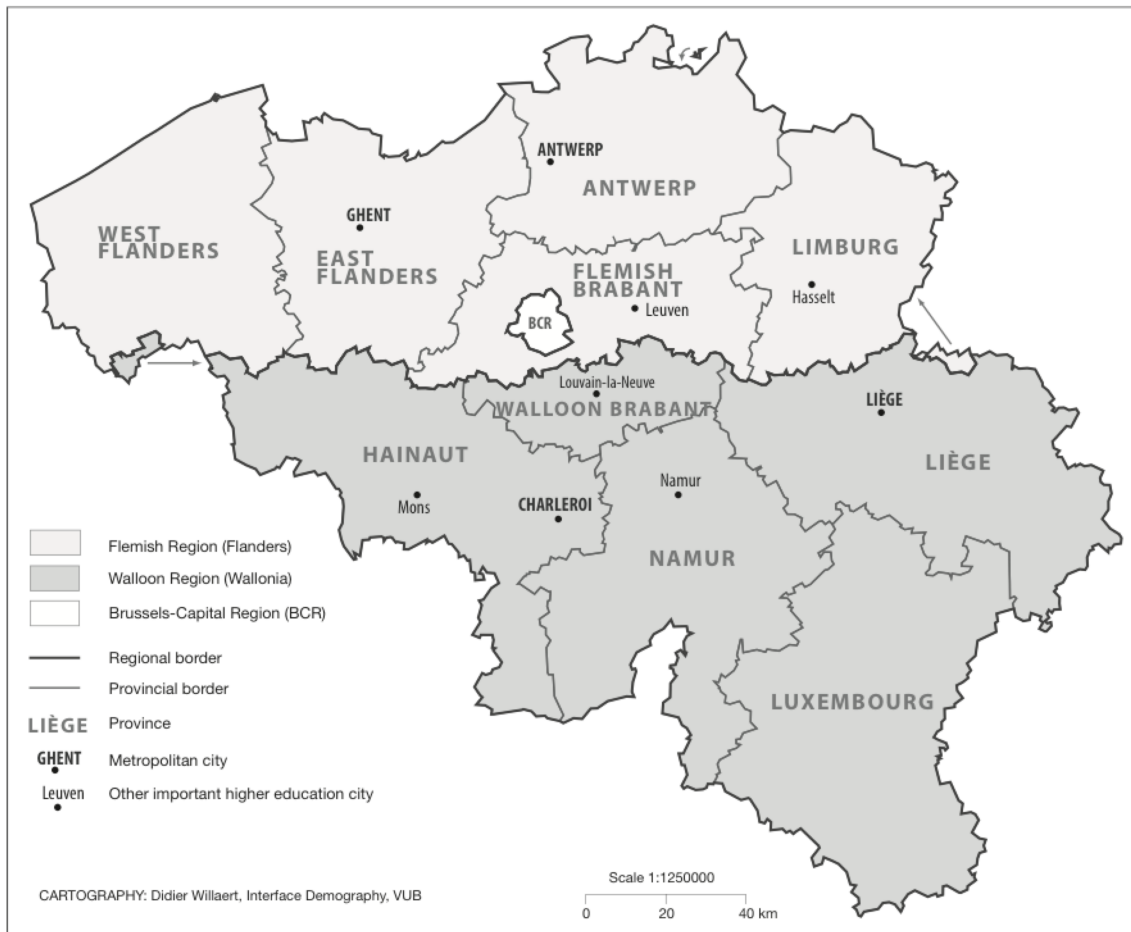 ANTWERP
ANTWERP
GHENT
WEST
FLANDERS
EAST
FLANDERS
LIMBURG
FLEMISH
BRABANT
Hasselt
Leuven
BCR
Louvain-la-Neuve
WALLOON BRABANT
LIÈGE
HAINAUT
LIÈGE
Namur
Mons
CHARLEROI
NAMUR
LUXEMBOURG
Flemish Region (Flanders)
Walloon Region (Wallonia)
Brussels-Capital Region (BCR)
Regional border
Provincial border
LIÈGE Province
GHENT Metropolitan city
Leuven Other important higher education city
CARTOGRAPHY: Didier Willaert, Interface Demography, VUB
Scale 1:1250000
0 20 40 km